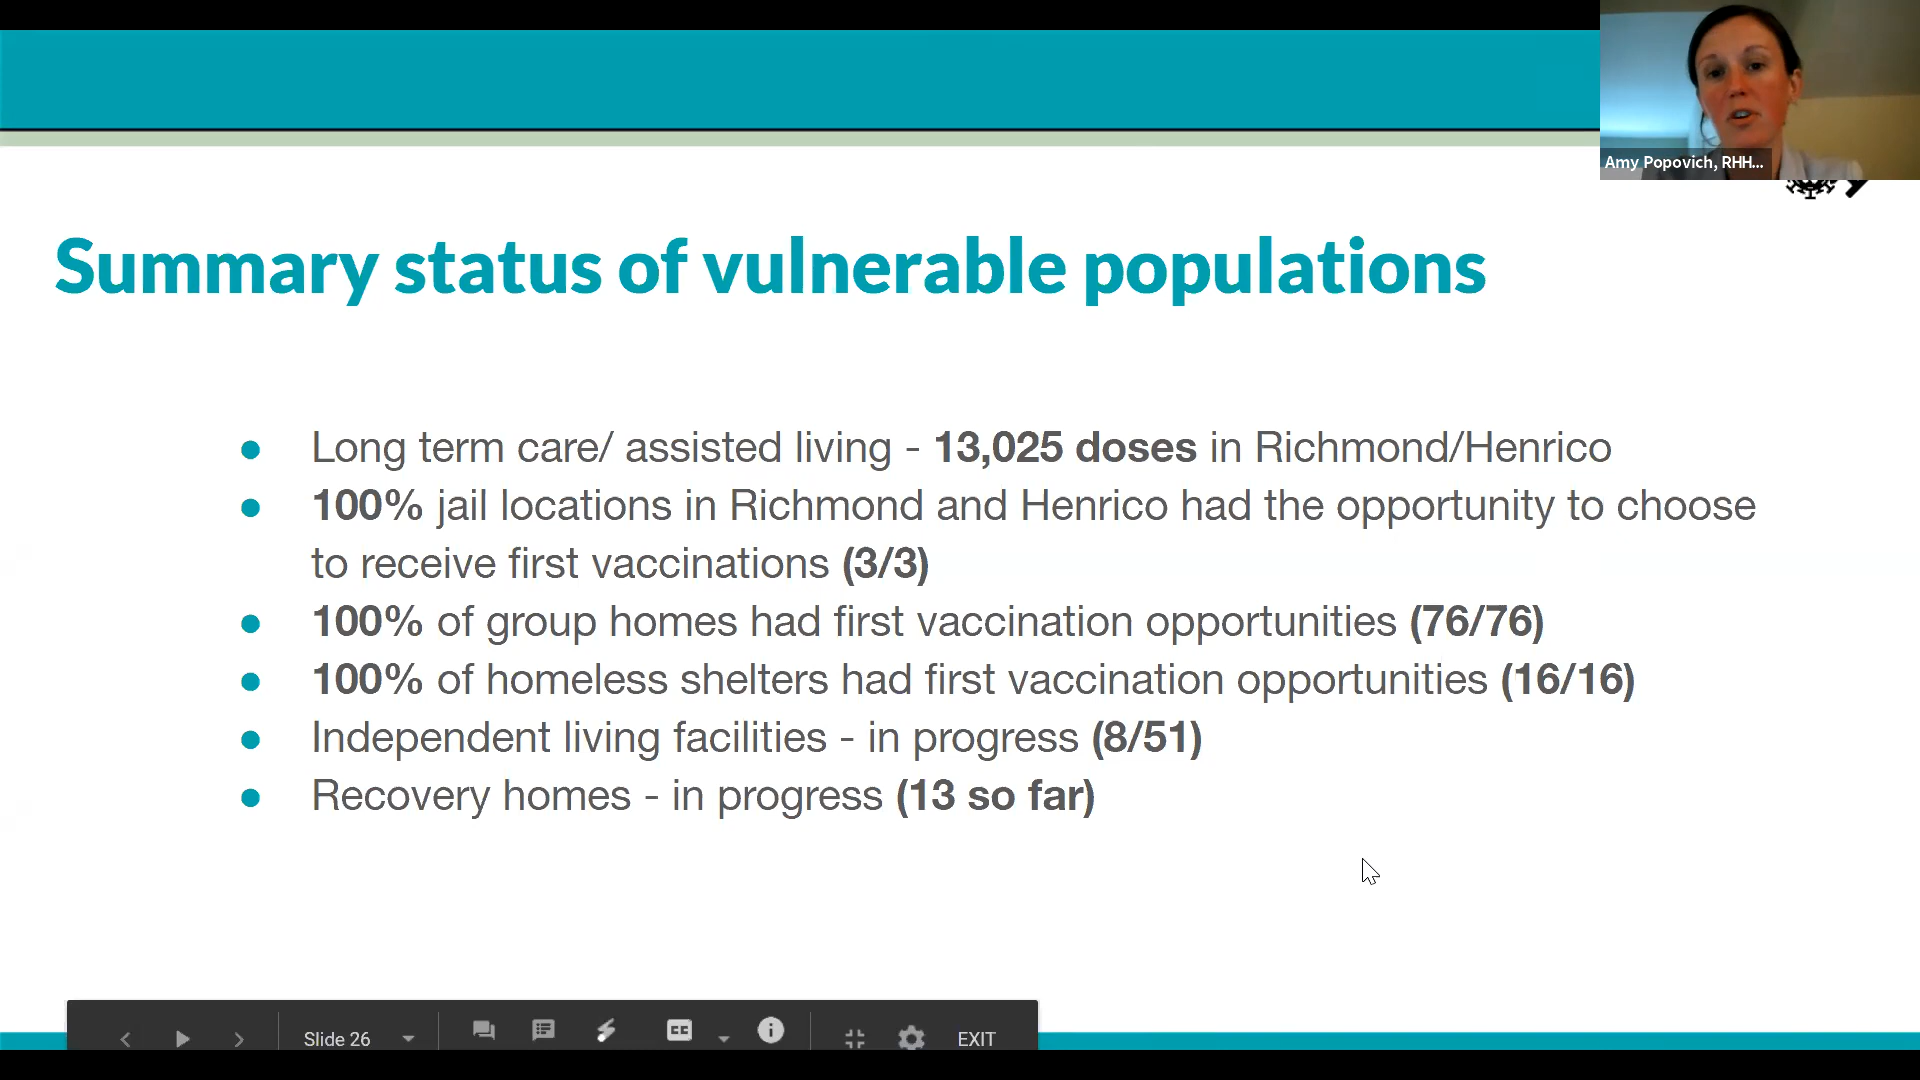 Amy Popovich, RHH...
Summary status of vulnerable populations
● Long term care/ assisted living - 13,025 doses in Richmond/Henrico
● 100% jail locations in Richmond and Henrico had the opportunity to choose
to receive first vaccinations (3/3)
● 100% of group homes had first vaccination opportunities (76/76)
● 100% of homeless shelters had first vaccination opportunities (16/16)
● Independent living facilities - in progress (8/51)
● Recovery homes - in progress (13 so far)
Slide 26 CC EXIT